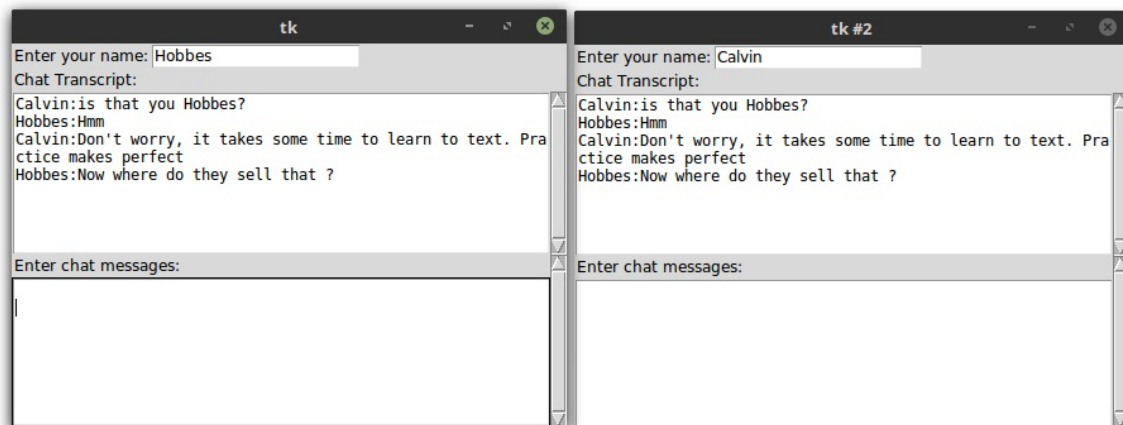 tk
Enter your name: Hobbes
Chat Transcript:
Calvin:is that you Hobbes?
Hobbes:Hmm
Calvin:Don't worry, it takes some time to learn to text. Pra
ctice makes perfect
Hobbes:Now where do they sell that ?
Enter chat messages:
tk #2
Enter your name: Calvin
Chat Transcript:
Calvin:is that you Hobbes?
Hobbes:Hmm
Calvin:Don't worry, it takes some time to learn to text. Pra
ctice makes perfect
Hobbes:Now where do they sell that ?
Enter chat messages: